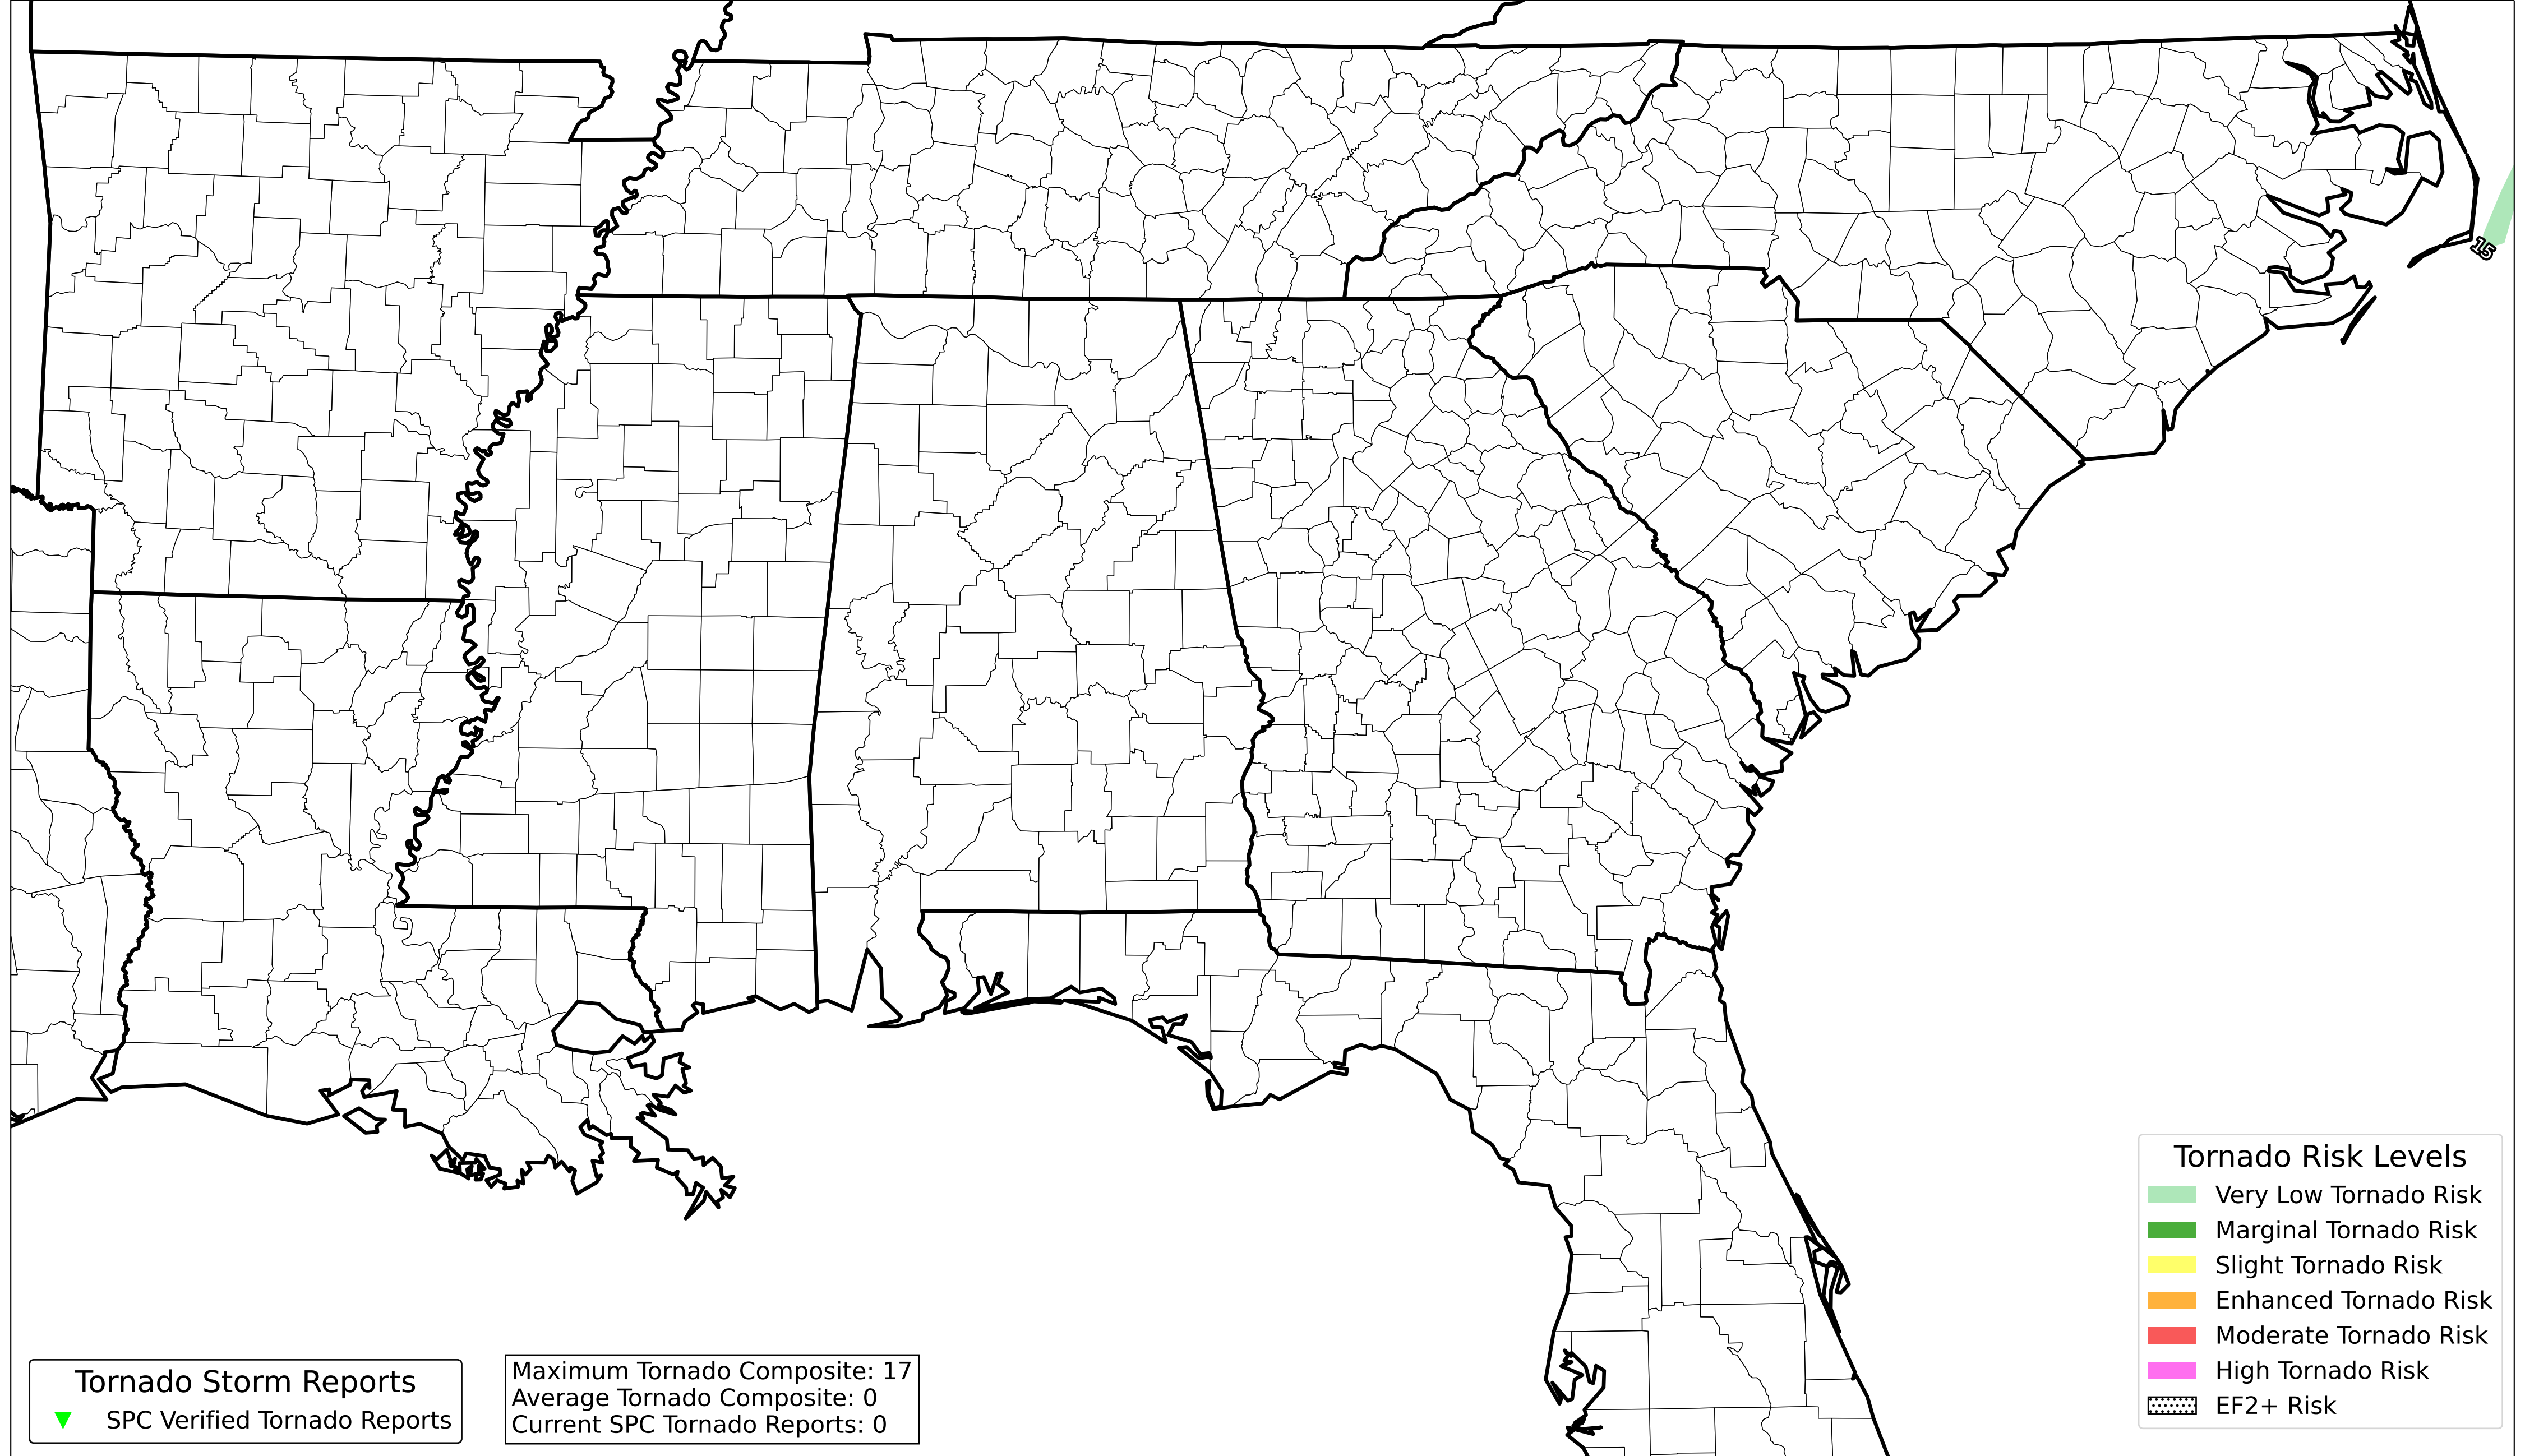 15
Tornado Risk Levels
Very Low Tornado Risk
Marginal Tornado Risk
Slight Tornado Risk
Enhanced Tornado Risk
Moderate Tornado Risk
High Tornado Risk
EF2+ Risk
Tornado Storm Reports
SPC Verified Tornado Reports
Maximum Tornado Composite: 17
Average Tornado Composite: 0
Current SPC Tornado Reports: 0